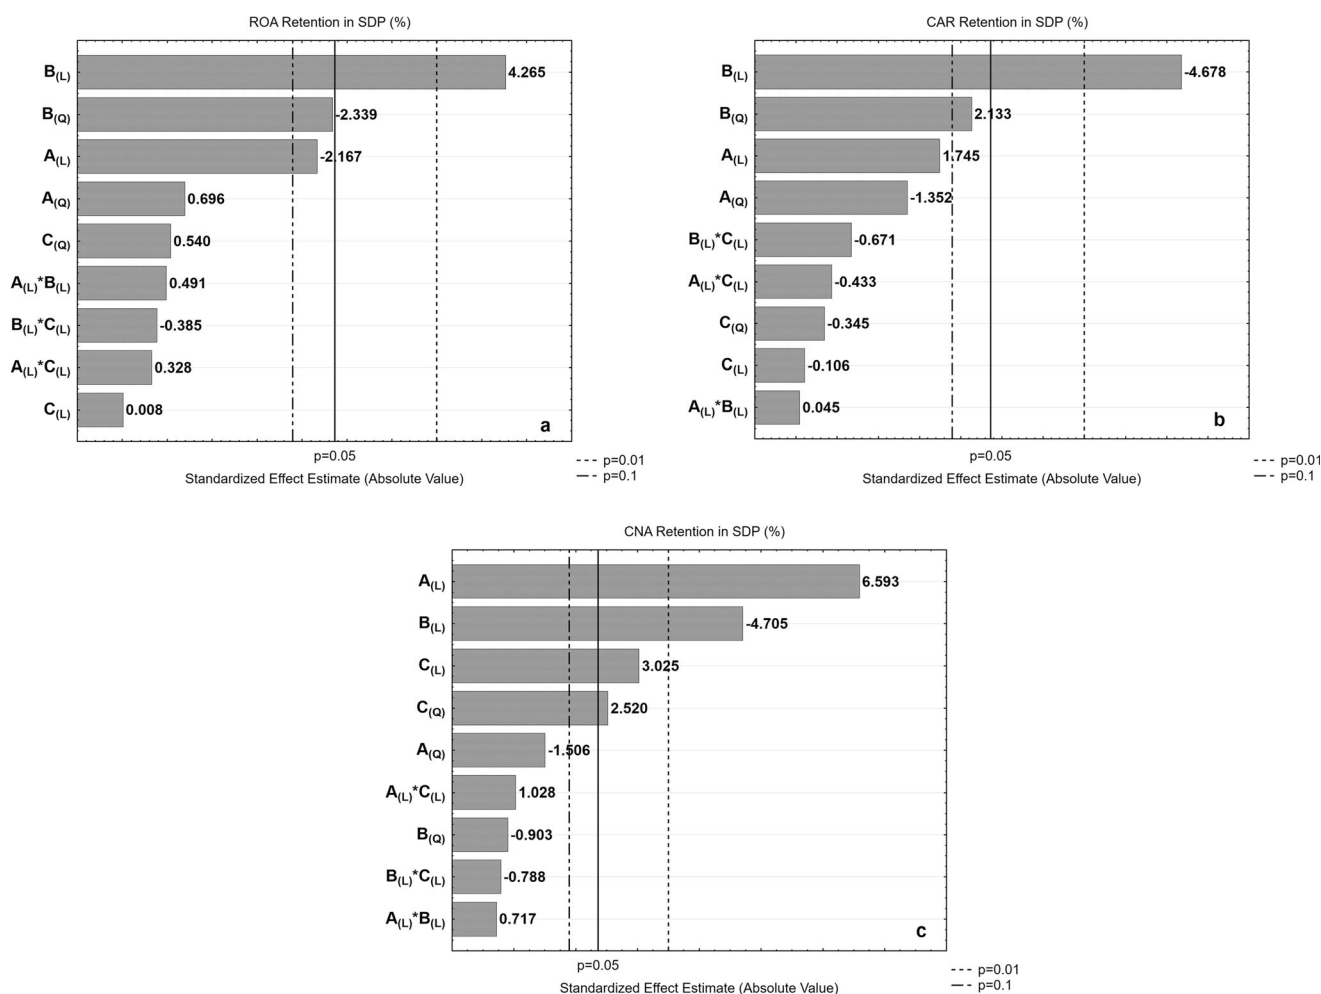 ROA Retention in SDP (%)
B(L) 4.265
B(Q) -2.339
A(L) -2.167
A(Q) 0.696
C(Q) 0.540
A(L)*B(L) 0.491
B(L)*C(L) -0.385
A(L)*C(L) 0.328
C(L) 0.008
a
p=0.05
Standardized Effect Estimate (Absolute Value)
p=0.01
p=0.1
CAR Retention in SDP (%)
B(L) -4.678
B(Q) 2.133
A(L) 1.745
A(Q) -1.352
B(L)*C(L) -0.671
A(L)*C(L) -0.433
C(Q) -0.345
C(L) -0.106
A(L)*B(L) 0.045
b
p=0.05
Standardized Effect Estimate (Absolute Value)
p=0.01
p=0.1
CNA Retention in SDP (%)
A(L) 6.593
B(L) -4.705
C(L) 3.025
C(Q) 2.520
A(Q) -1.506
A(L)*C(L) 1.028
B(Q) -0.903
B(L)*C(L) -0.788
A(L)*B(L) 0.717
c
p=0.05
Standardized Effect Estimate (Absolute Value)
p=0.01
p=0.1